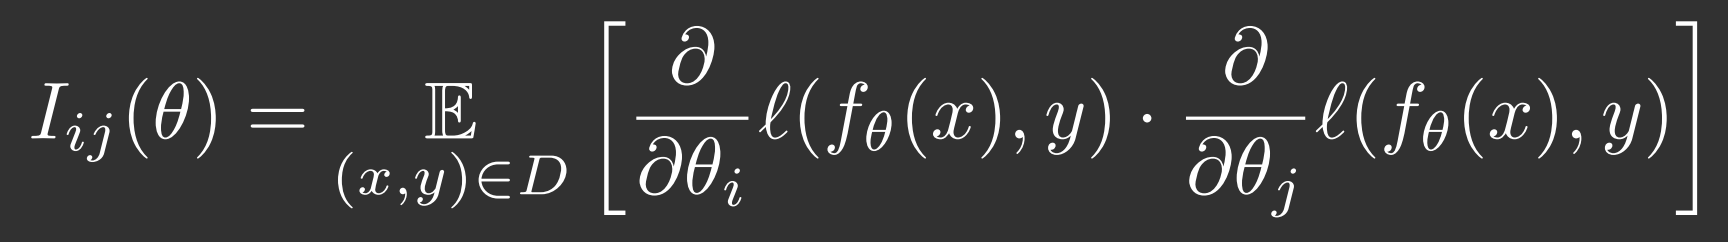 I_{ij}(\theta) = \mathop{\mathbb{E}}_{(x,y) \in D} \left[ \frac{\partial}{\partial \theta_i} \ell(f_\theta(x), y) \cdot \frac{\partial}{\partial \theta_j} \ell(f_\theta(x), y) \right]